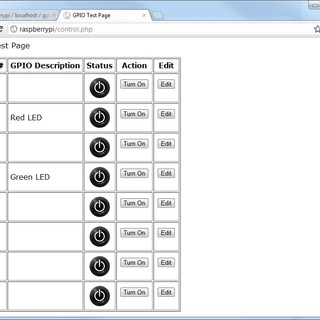 rrypi / localhost / gp
GPIO Test Page
raspberrypi/control.php
est Page
# GPIO Description Status Action Edit
Turn On Edit
Red LED Turn On Edit
Turn On Edit
Green LED Turn On Edit
Turn On Edit
Turn On Edit
Turn On Edit
Turn On Edit